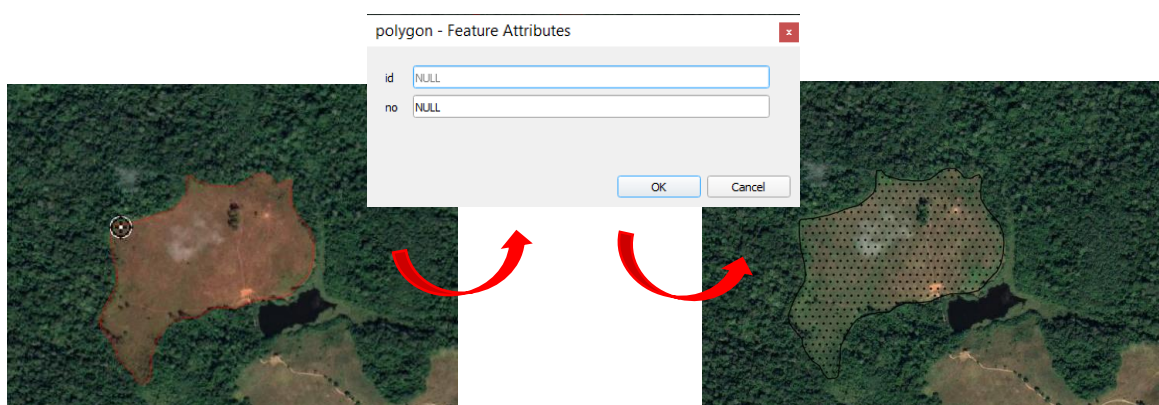 polygon - Feature Attributes
x
id NULL
no NULL
OK Cancel